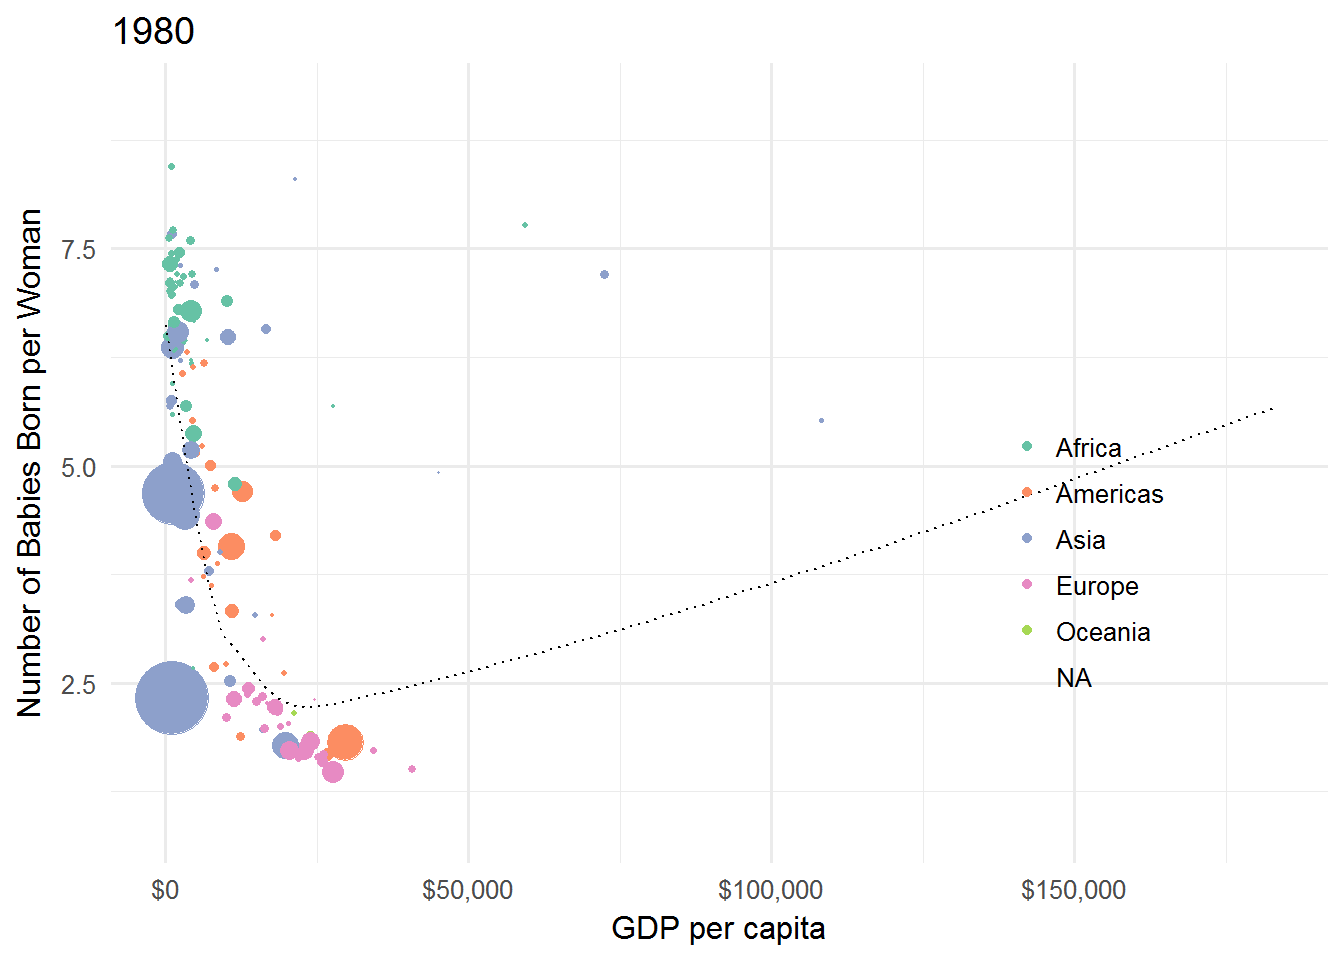 1980
Number of Babies Born per Woman
7.5
5.0
2.5
Africa
Americas
Asia
Europe
Oceania
NA
$0
$50,000
$100,000
$150,000
GDP per capita